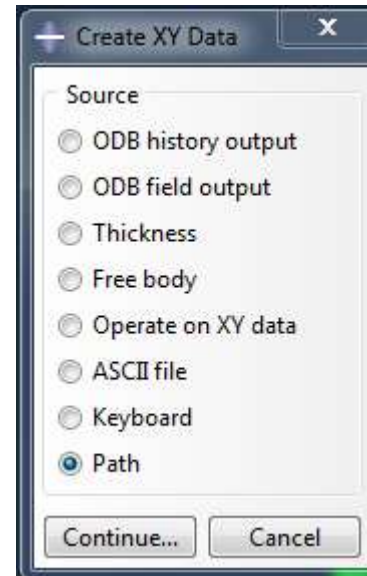 Create XY Data
Source
ODB history output
ODB field output
Thickness
Free body
Operate on XY data
ASCII file
Keyboard
Path
Continue... Cancel